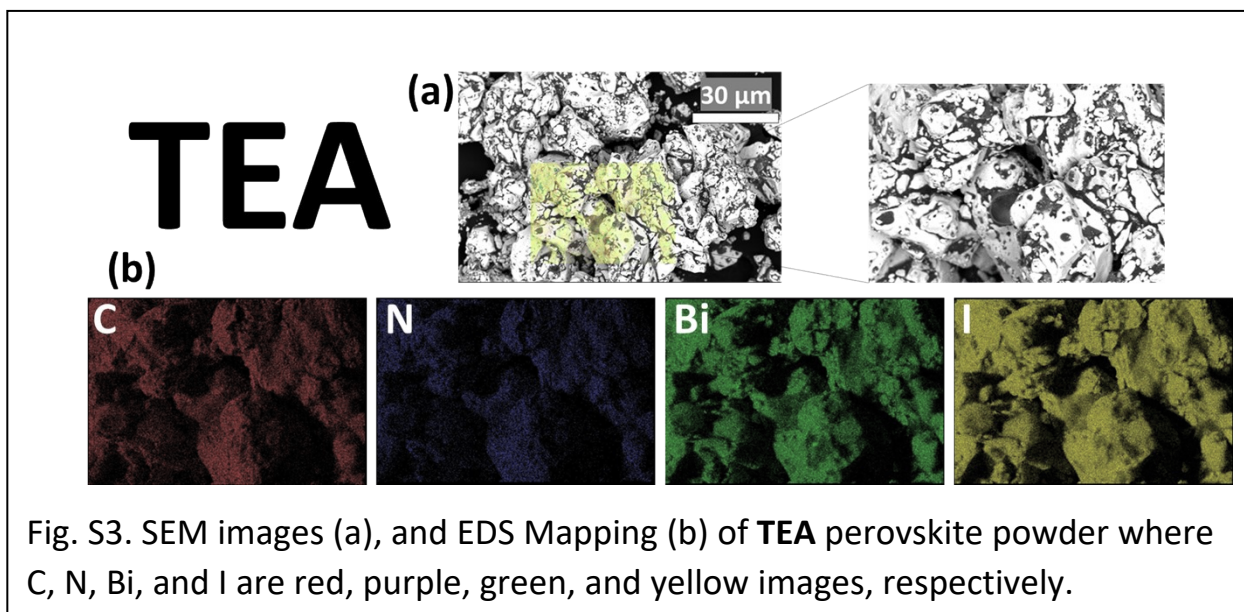 TEA
(a)
30 µm
(b)
C
N
Bi
I
Fig. S3. SEM images (a), and EDS Mapping (b) of TEA perovskite powder where
C, N, Bi, and I are red, purple, green, and yellow images, respectively.